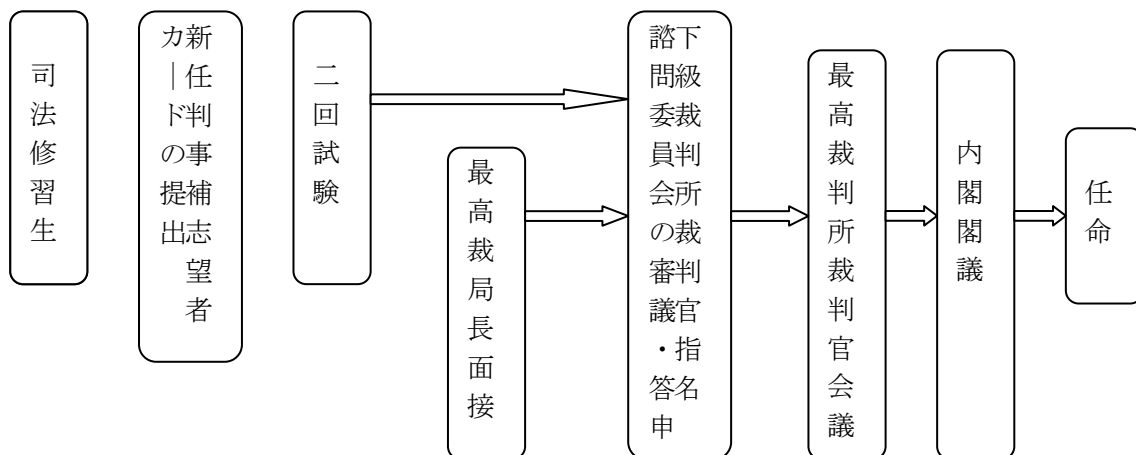 司法修習生
新任判事補志望者
カ｜ドの提出
二回試験
最高裁局長面接
下級裁判所の裁判官指名
諮問委員会の審議・答申
最高裁判所裁判官会議
内閣閣議
任命